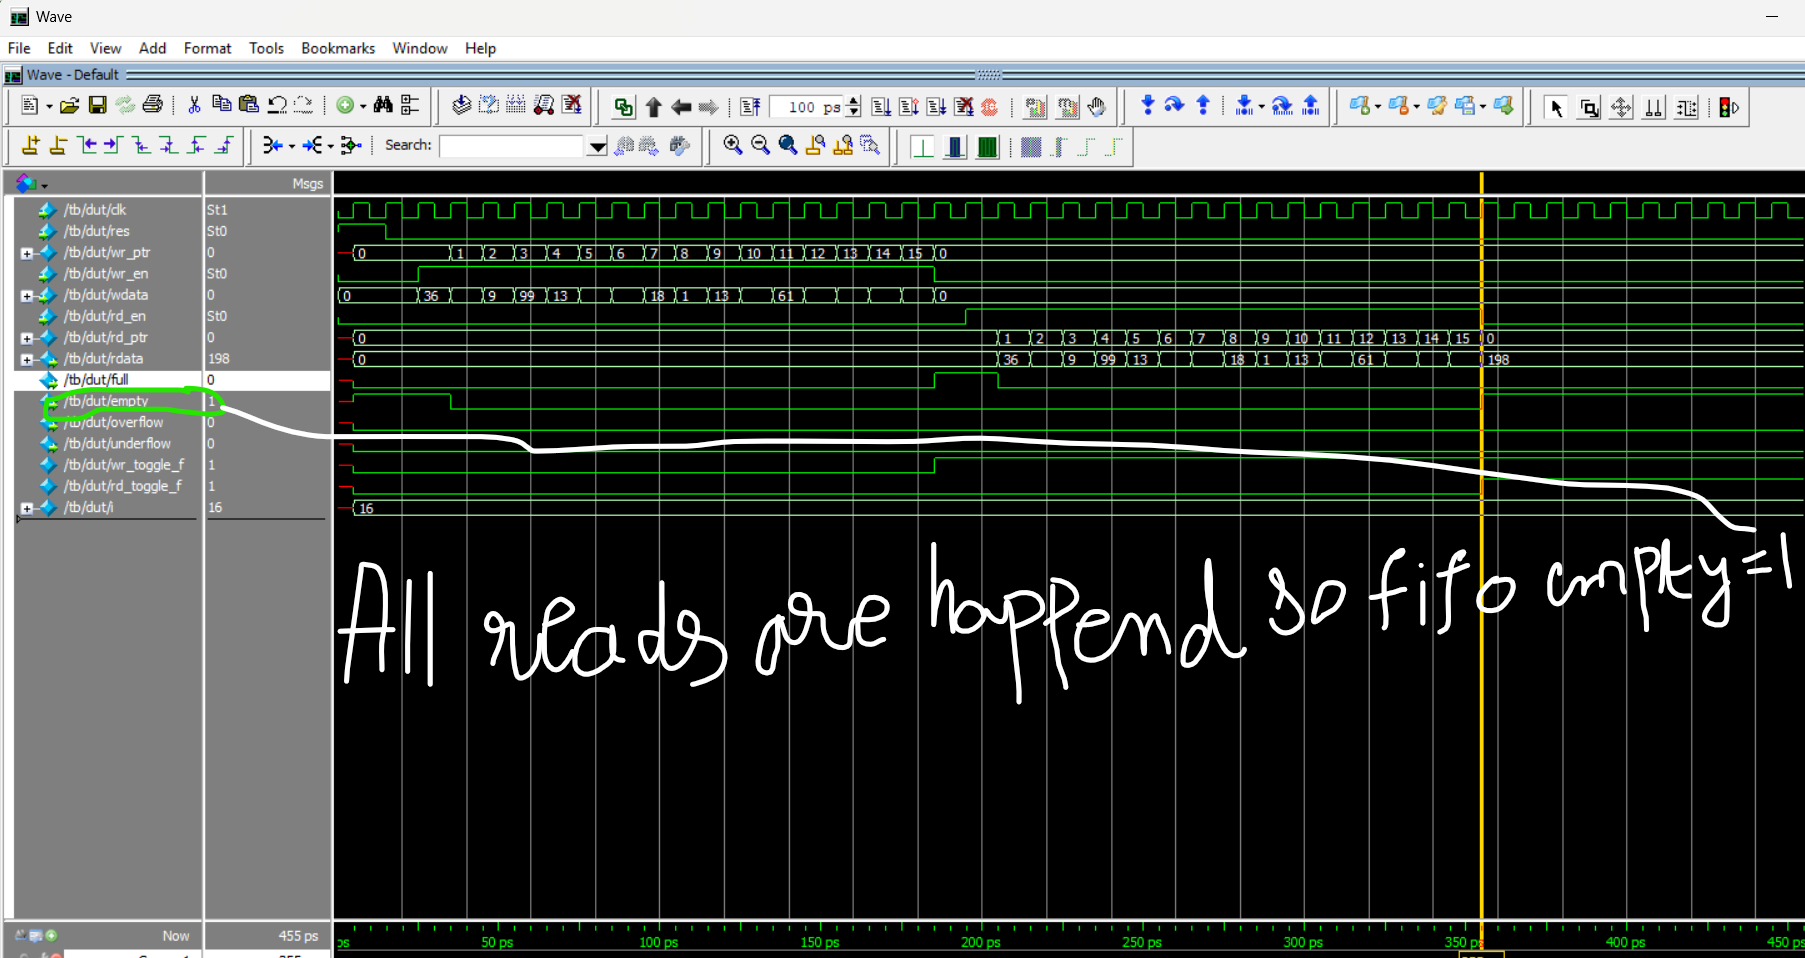 Wave
File Edit View Add Format Tools Bookmarks Window Help
Wave - Default
100 ps
Search:
Msgs
/tb/dut/clk St1
/tb/dut/res St0
/tb/dut/wr_ptr 0 0 1 2 3 4 5 6 7 8 9 10 11 12 13 14 15 0
/tb/dut/wr_en St0
/tb/dut/wdata 0 0 36 9 99 13 18 1 13 61 0
/tb/dut/rd_en St0
/tb/dut/rd_ptr 0 0 1 2 3 4 5 6 7 8 9 10 11 12 13 14 15 0
/tb/dut/rdata 198 0 36 9 99 13 18 1 13 61 198
/tb/dut/full 0
/tb/dut/empty 1
/tb/dut/overflow 0
/tb/dut/underflow 0
/tb/dut/wr_toggle_f 1
/tb/dut/rd_toggle_f 1
/tb/dut/i 16 16
All reads are happend so fifo empty=1
Now 455 ps
ps 50 ps 100 ps 150 ps 200 ps 250 ps 300 ps 350 ps 400 ps 450 ps